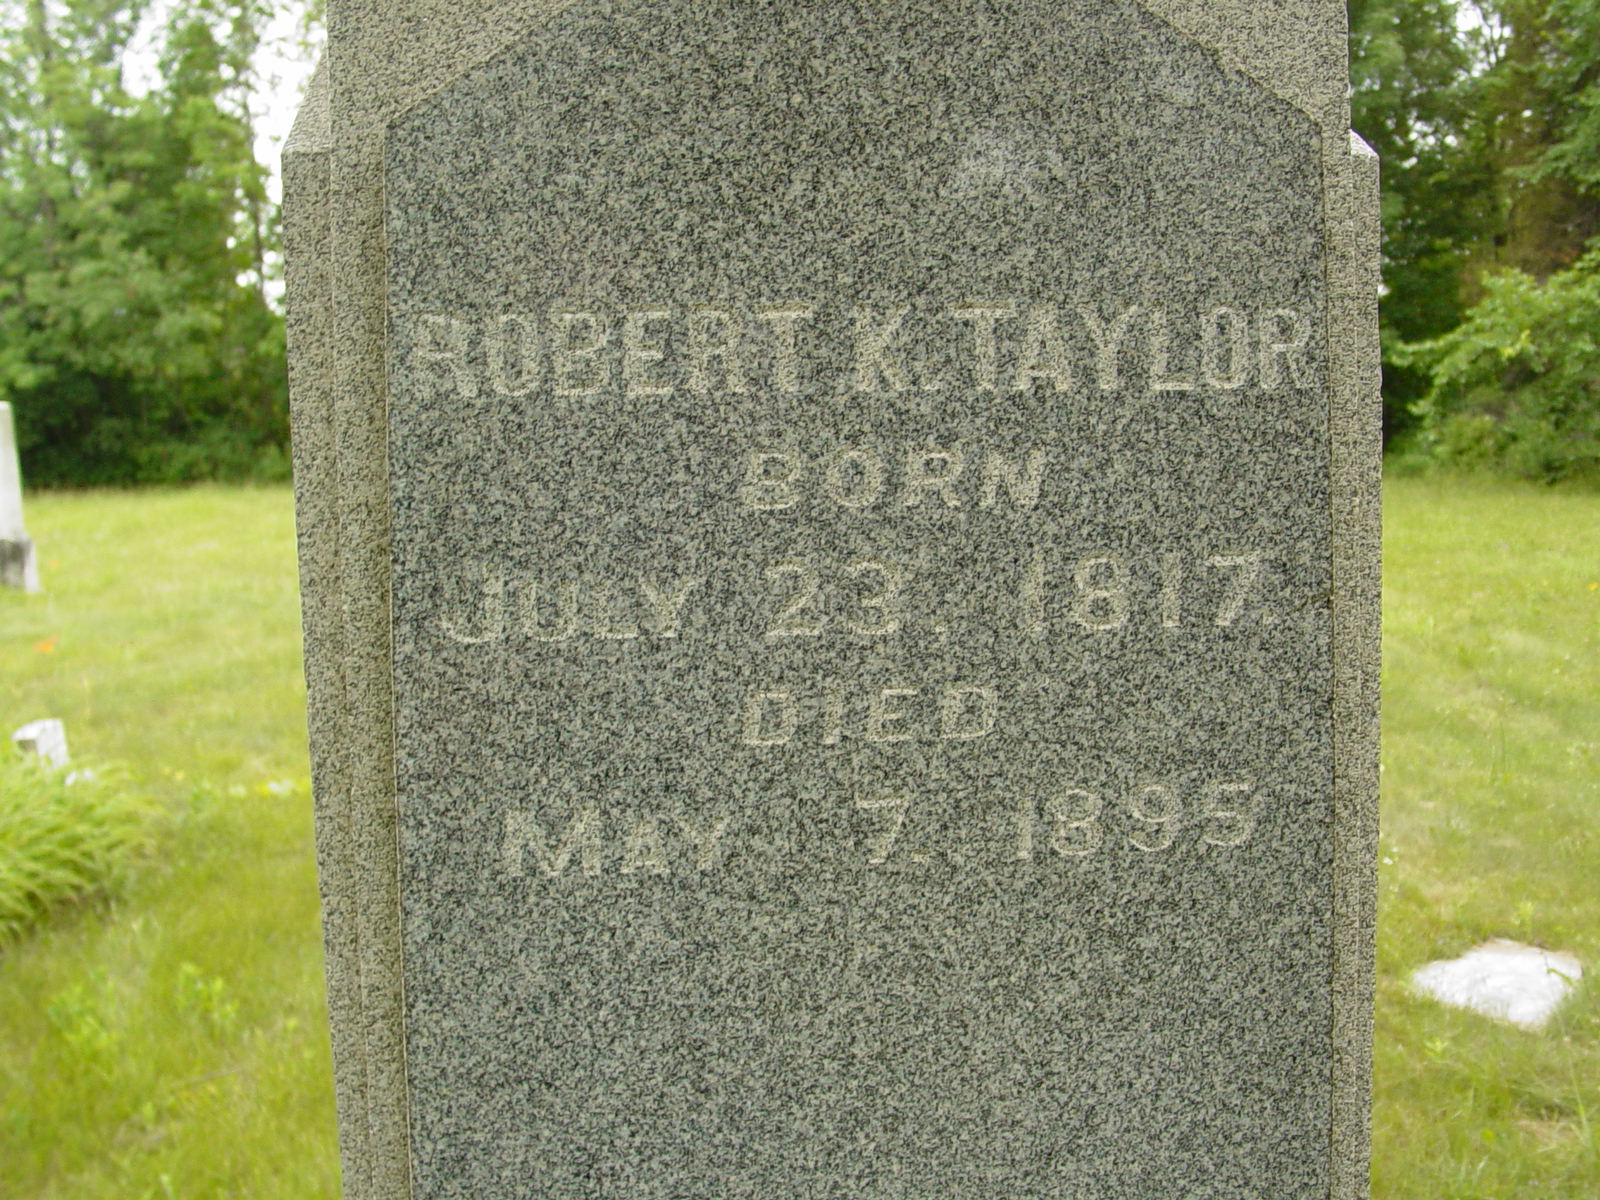 ROBERT K. TAYLOR
BORN
JULY 23. 1817.
DIED
MAY 7. 1895